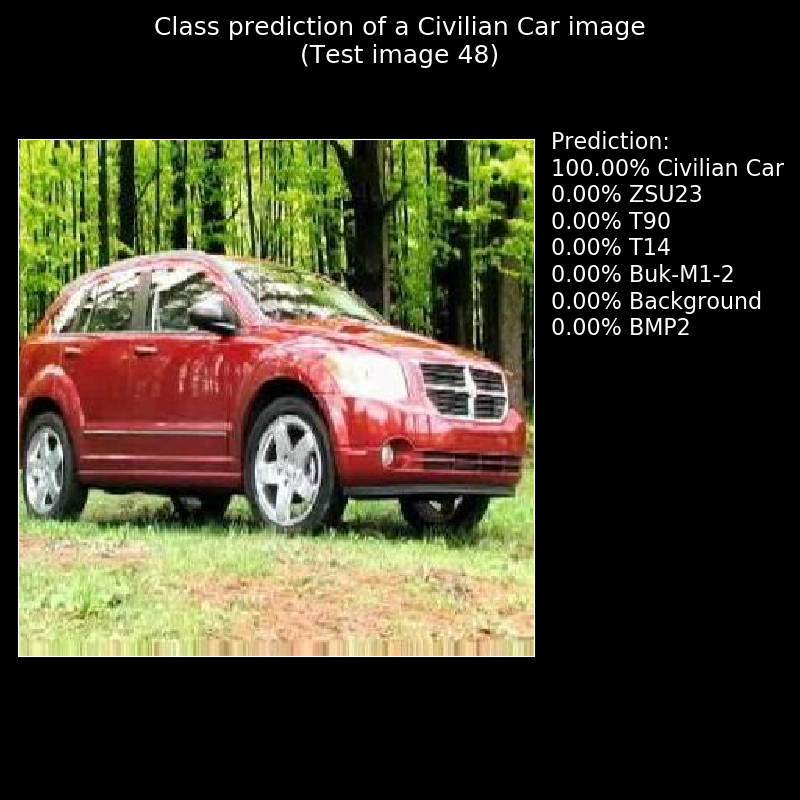 Class prediction of a Civilian Car image
(Test image 48)
Prediction:
100.00% Civilian Car
0.00% ZSU23
0.00% T90
0.00% T14
0.00% Buk-M1-2
0.00% Background
0.00% BMP2